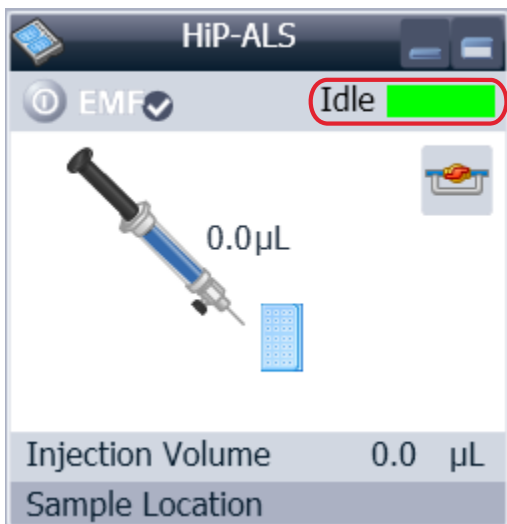 HiP-ALS
EMF
Idle
0.0µL
Injection Volume 0.0 µL
Sample Location